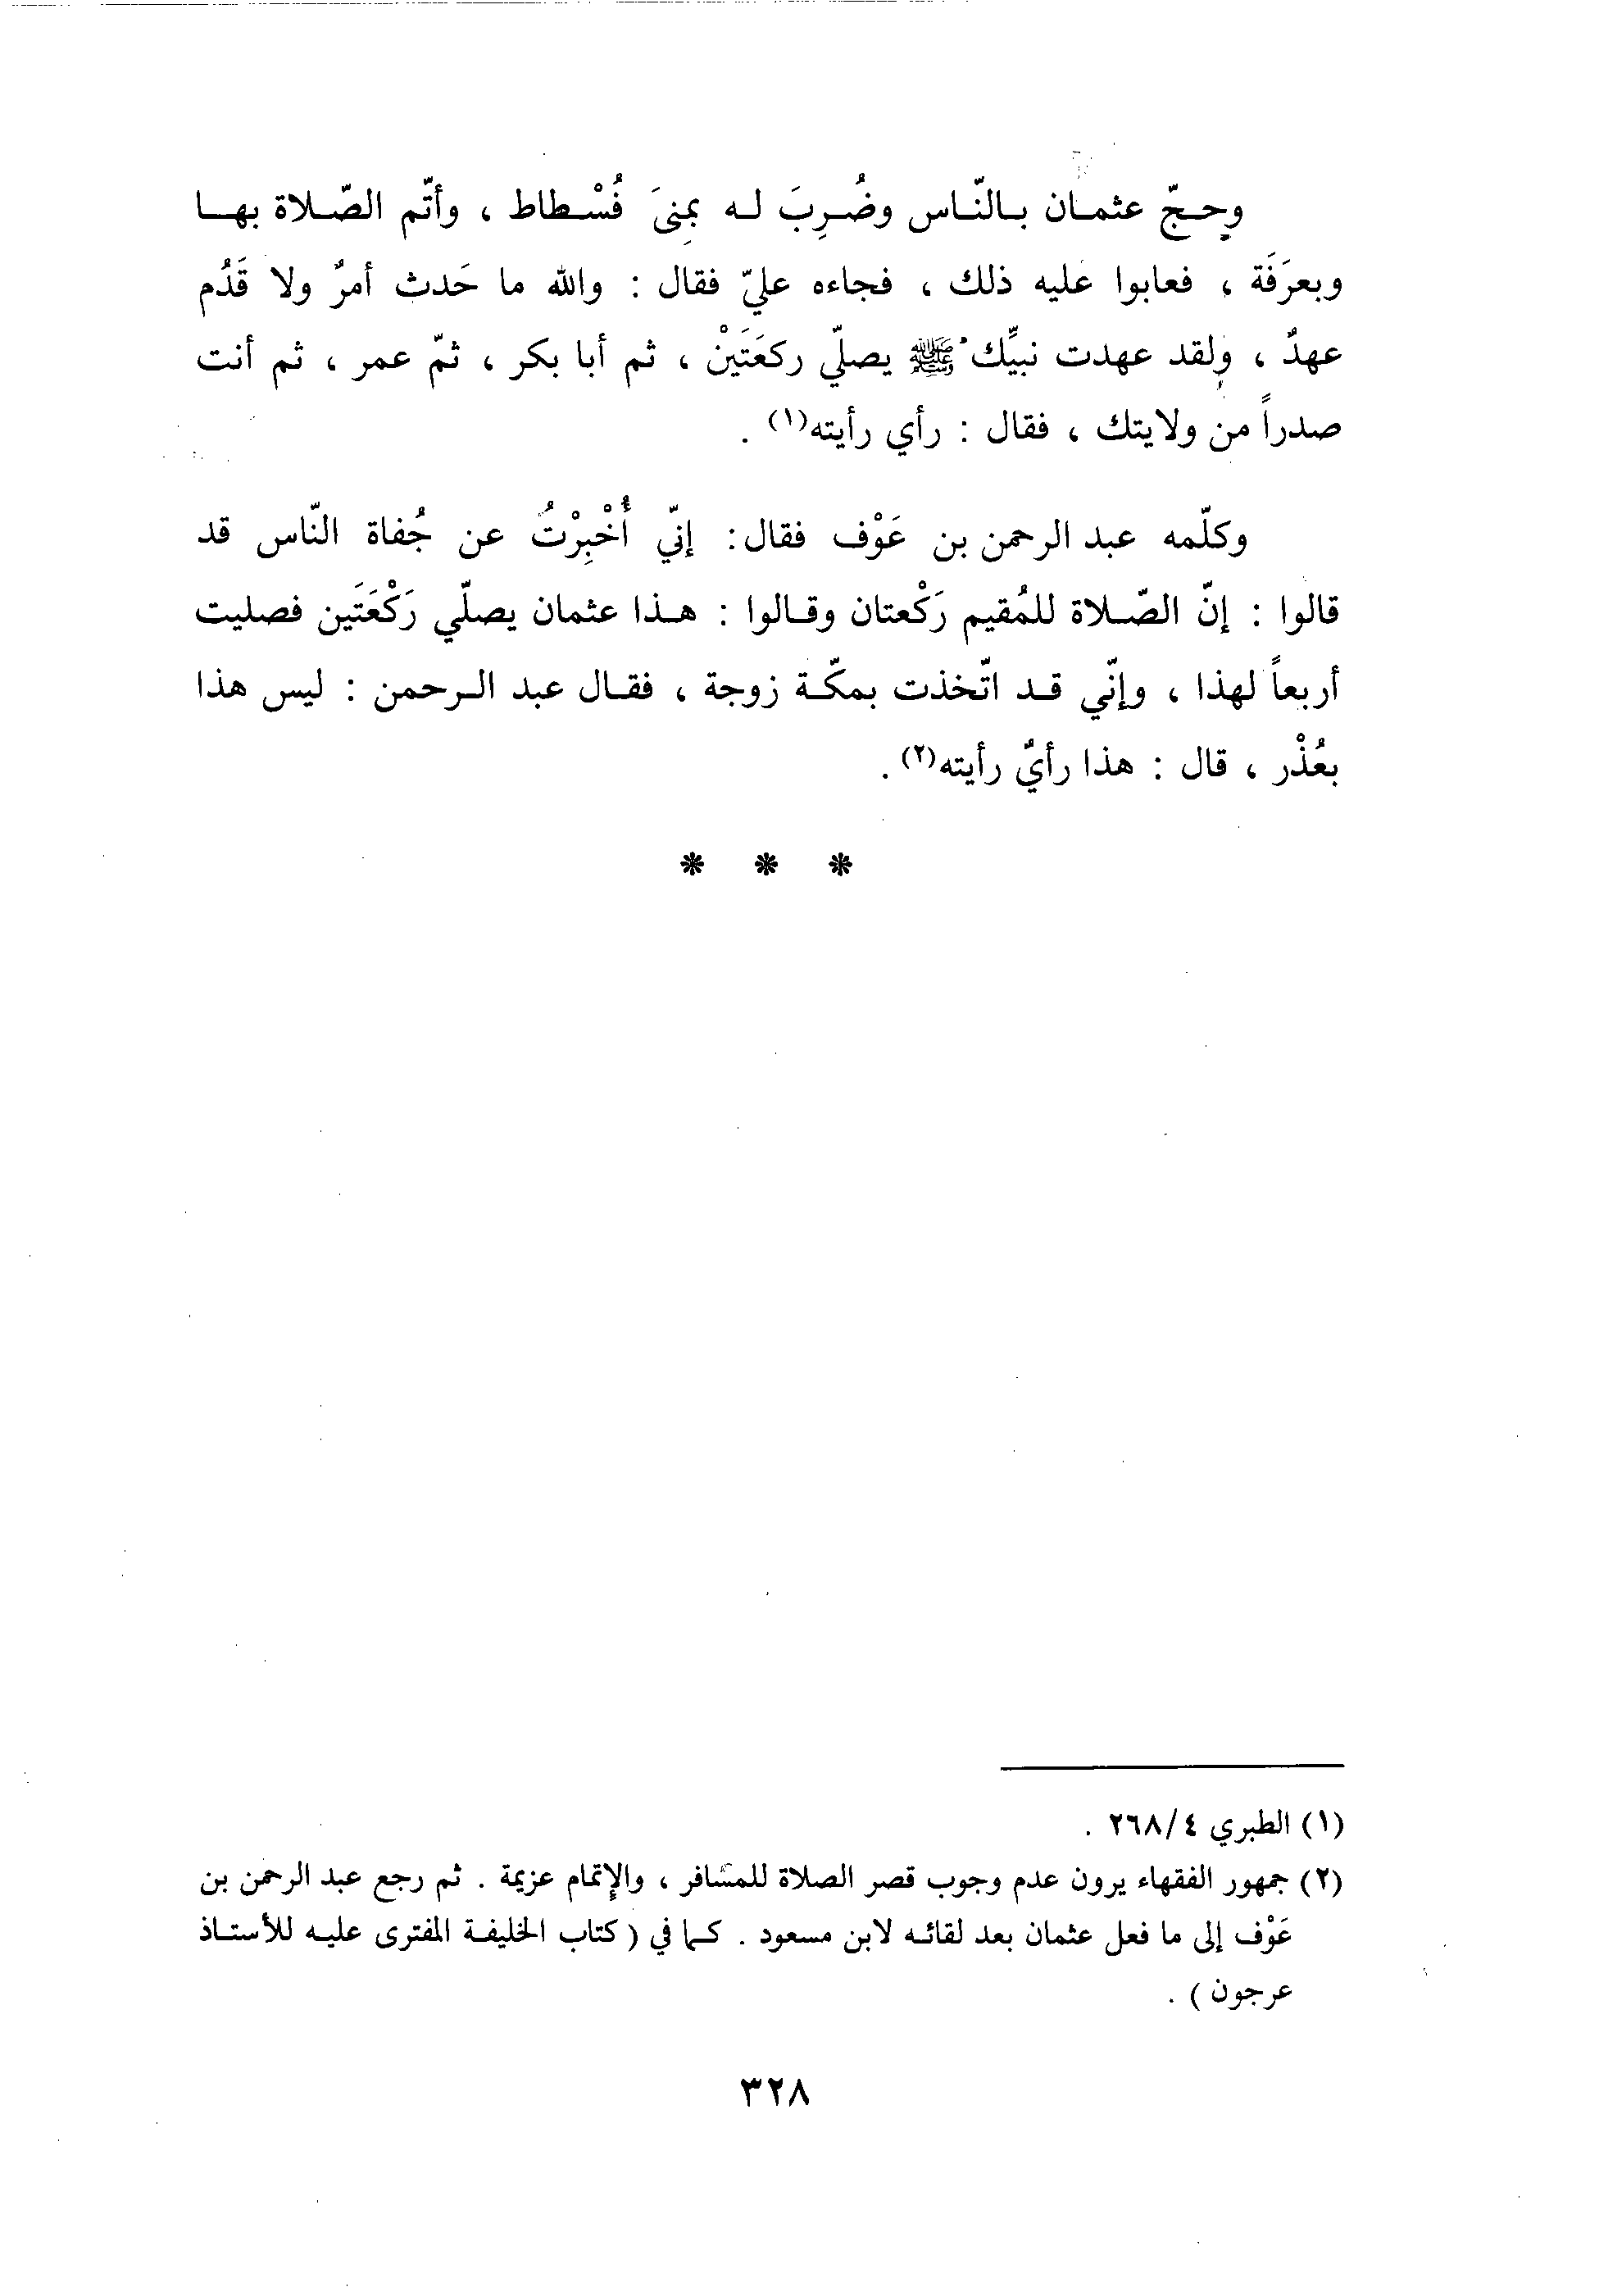 وحجّ عثمان بالنّاس وضُرِبَ له بمِنىَ فُسْطاط ، وأتّم الصّلاة بها
وبعرَفَة ، فعابوا عليه ذلك ، فجاءه عليّ فقال : والله ما حَدث أمرٌ ولا قَدُم
عهدٌ ، ولقد عهدت نبيِّك ﷺ يصلّي ركعَتَيْن ، ثم أبا بكر ، ثمّ عمر ، ثم أنت
صدراً من ولايتك ، فقال : رأي رأيته(١) .
وكلّمه عبد الرحمن بن عَوْف فقال: إنّي أُخْبِرْتُ عن جُفاة النّاس قد
قالوا : إنّ الصّلاة للمُقيم رَكْعتان وقالوا : هذا عثمان يصلّي رَكْعَتَين فصليت
أربعاً لهذا ، وإنّي قد اتّخذت بمكّة زوجة ، فقال عبد الرحمن : ليس هذا
بعُذْر ، قال : هذا رأيٌ رأيته(٢) .
* * *
(١) الطبري ٢٦٨/٤ .
(٢) جمهور الفقهاء يرون عدم وجوب قصر الصلاة للمسافر ، والإتمام عزيمة . ثم رجع عبد الرحمن بن
عَوْف إلى ما فعل عثمان بعد لقائه لابن مسعود . كما في ( كتاب الخليفة المفترى عليه للأستاذ
عرجون ) .
٣٢٨